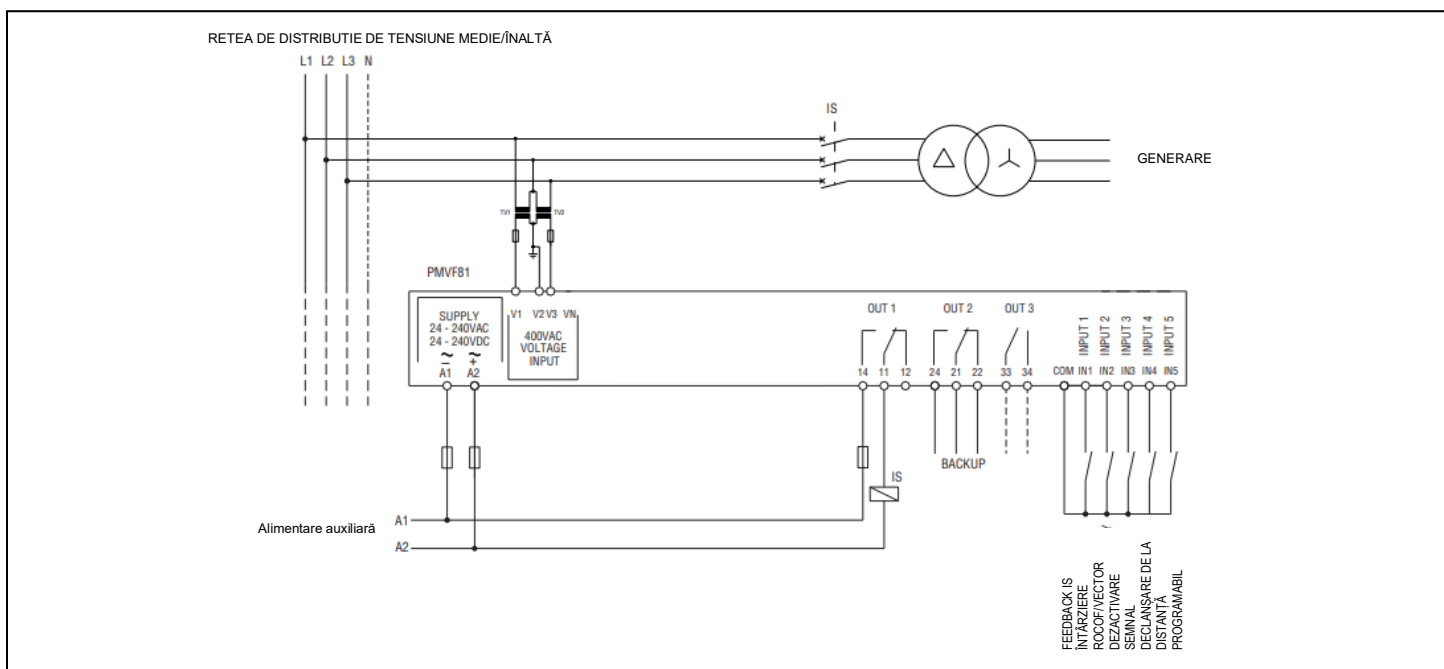 RETEA DE DISTRIBUTIE DE TENSIUNE MEDIE/ÎNALTĂ
L1 L2 L3 N
IS
GENERARE
TV1 TV2
PMVF81
SUPPLY
24 - 240VAC
24 - 240VDC
~ ~
− +
A1 A2
V1 V2 V3 VN
400VAC
VOLTAGE
INPUT
OUT 1 OUT 2 OUT 3
INPUT 1
INPUT 2
INPUT 3
INPUT 4
INPUT 5
14 11 12 24 21 22 33 34 COM IN1 IN2 IN3 IN4 IN5
BACKUP
IS
Alimentare auxiliară
A1
A2
FEEDBACK IS
ÎNTÂRZIERE
ROCOF/VECTOR
DEZACTIVARE
SEMNAL
DECLANȘARE DE LA
DISTANȚĂ
PROGRAMABIL